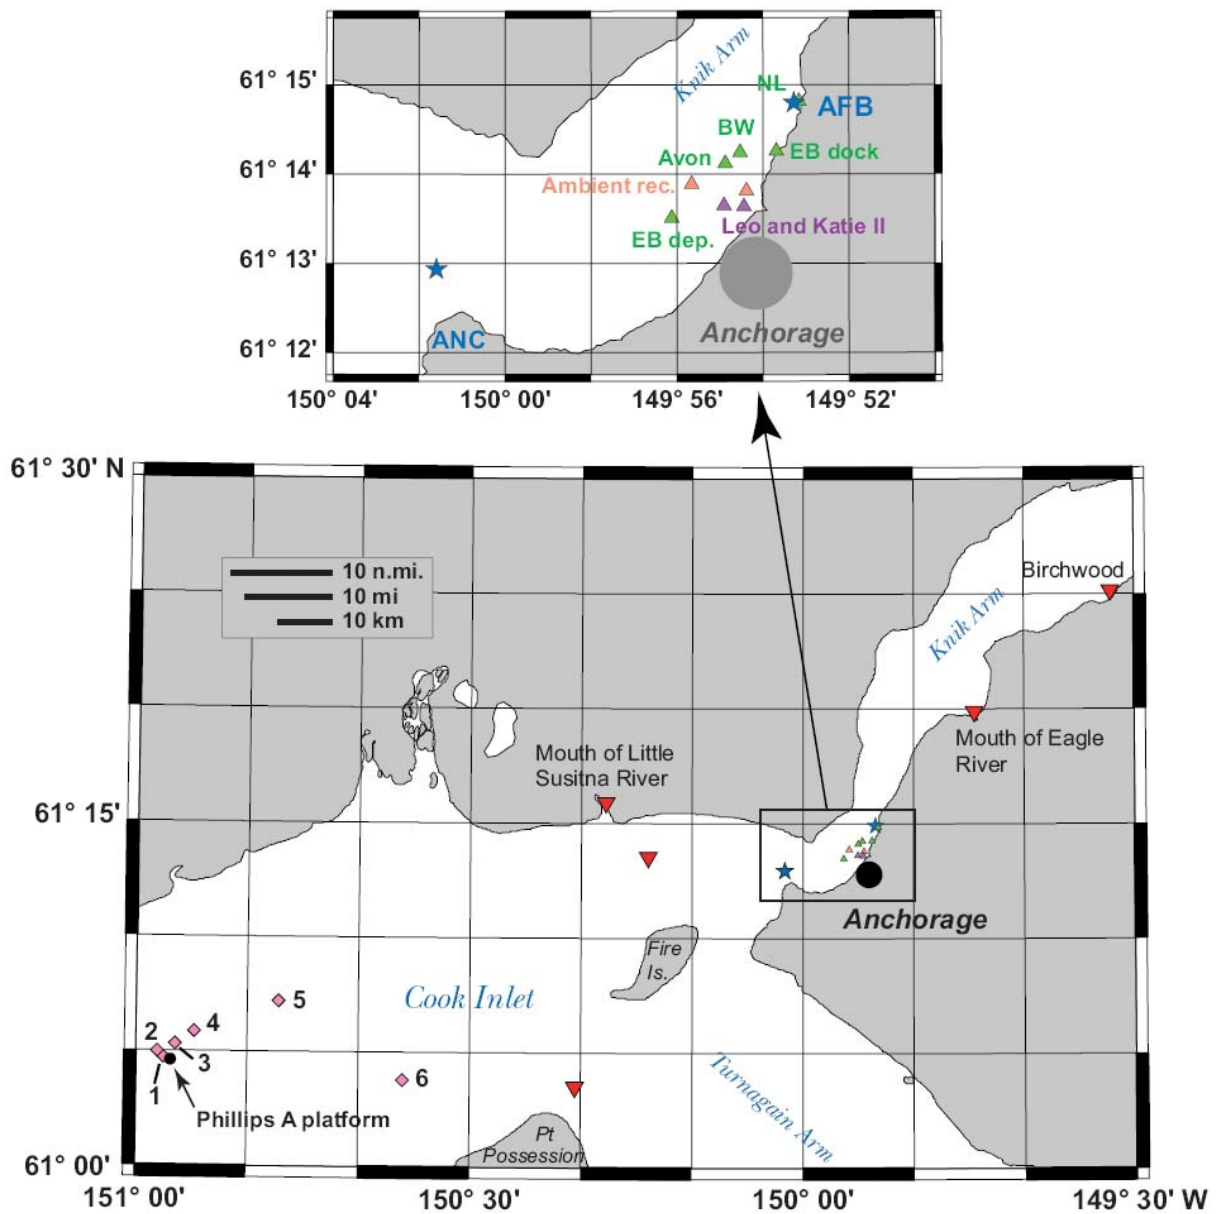 Knik Arm
61° 15'
NL
AFB
BW
61° 14'
Avon
EB dock
Ambient rec.
Leo and Katie II
EB dep.
61° 13'
Anchorage
ANC
61° 12'
150° 04'
150° 00'
149° 56'
149° 52'
61° 30' N
10 n.mi.
10 mi
10 km
Birchwood
Knik Arm
Mouth of Eagle
River
Mouth of Little
Susitna River
61° 15'
Anchorage
Fire
Is.
Cook Inlet
5
4
2
3
1
6
Phillips A platform
Turnagain Arm
Pt
Possession
61° 00'
151° 00'
150° 30'
150° 00'
149° 30' W